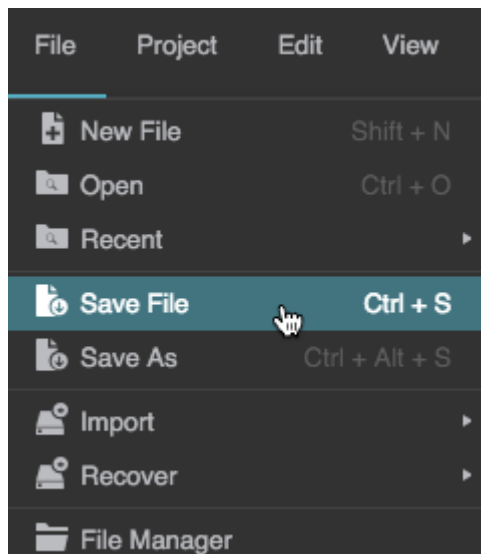 File Project Edit View
New File Shift + N
Open Ctrl + O
Recent
Save File Ctrl + S
Save As Ctrl + Alt + S
Import
Recover
File Manager